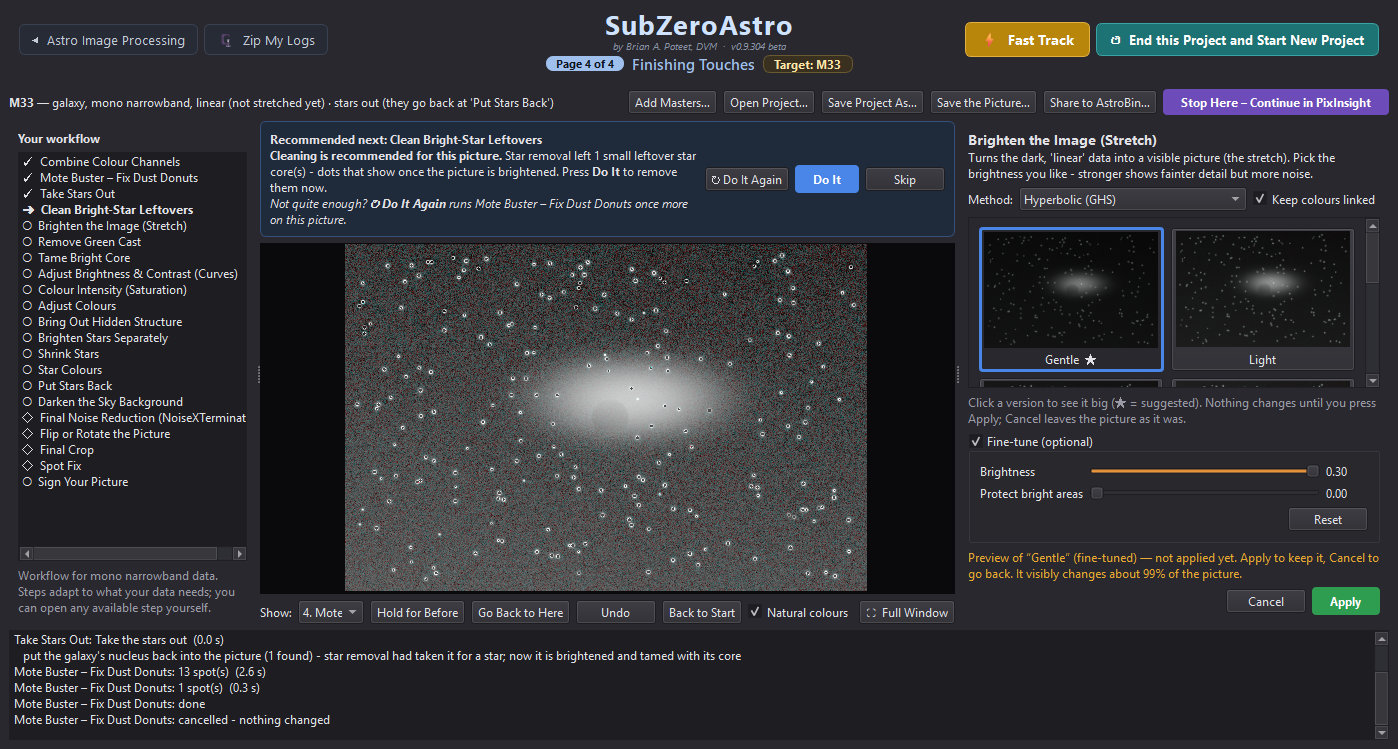 ◂ Astro Image Processing
Zip My Logs
SubZeroAstro
by Brian A. Poteet, DVM · v0.9.304 beta
Page 4 of 4
Finishing Touches
Target: M33
Fast Track
End this Project and Start New Project
M33 — galaxy, mono narrowband, linear (not stretched yet) · stars out (they go back at 'Put Stars Back')
Add Masters...
Open Project...
Save Project As...
Save the Picture...
Share to AstroBin...
Stop Here – Continue in PixInsight
Your workflow
✓ Combine Colour Channels
✓ Mote Buster – Fix Dust Donuts
✓ Take Stars Out
➔ Clean Bright-Star Leftovers
○ Brighten the Image (Stretch)
○ Remove Green Cast
○ Tame Bright Core
○ Adjust Brightness & Contrast (Curves)
○ Colour Intensity (Saturation)
○ Adjust Colours
○ Bring Out Hidden Structure
○ Brighten Stars Separately
○ Shrink Stars
○ Star Colours
○ Put Stars Back
○ Darken the Sky Background
◇ Final Noise Reduction (NoiseXTerminat
◇ Flip or Rotate the Picture
◇ Final Crop
◇ Spot Fix
○ Sign Your Picture
Workflow for mono narrowband data.
Steps adapt to what your data needs; you
can open any available step yourself.
Recommended next: Clean Bright-Star Leftovers
Cleaning is recommended for this picture. Star removal left 1 small leftover star
core(s) - dots that show once the picture is brightened. Press Do It to remove
them now.
Not quite enough? ↻ Do It Again runs Mote Buster – Fix Dust Donuts once more
on this picture.
↻ Do It Again
Do It
Skip
Show:
4. Mote
Hold for Before
Go Back to Here
Undo
Back to Start
✓ Natural colours
⛶ Full Window
Brighten the Image (Stretch)
Turns the dark, 'linear' data into a visible picture (the stretch). Pick the
brightness you like - stronger shows fainter detail but more noise.
Method:
Hyperbolic (GHS)
✓ Keep colours linked
Gentle ★
Light
Click a version to see it big (★ = suggested). Nothing changes until you press
Apply; Cancel leaves the picture as it was.
✓ Fine-tune (optional)
Brightness
0.30
Protect bright areas
0.00
Reset
Preview of “Gentle” (fine-tuned) — not applied yet. Apply to keep it, Cancel to
go back. It visibly changes about 99% of the picture.
Cancel
Apply
Take Stars Out: Take the stars out (0.0 s)
put the galaxy's nucleus back into the picture (1 found) - star removal had taken it for a star; now it is brightened and tamed with its core
Mote Buster – Fix Dust Donuts: 13 spot(s) (2.6 s)
Mote Buster – Fix Dust Donuts: 1 spot(s) (0.3 s)
Mote Buster – Fix Dust Donuts: done
Mote Buster – Fix Dust Donuts: cancelled - nothing changed